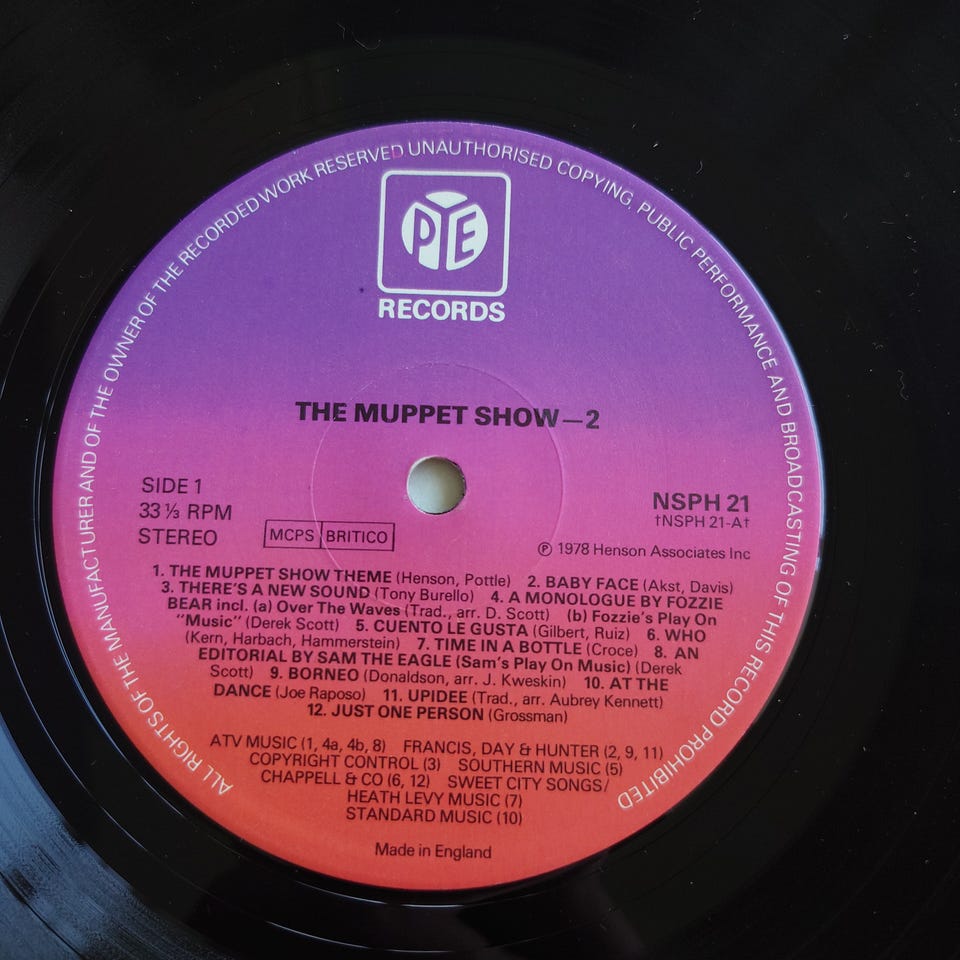 ALL RIGHTS OF THE MANUFACTURER AND OF THE OWNER OF THE RECORDED WORK RESERVED UNAUTHORISED COPYING, PUBLIC PERFORMANCE AND BROADCASTING OF THIS RECORD PROHIBITED
PYE
RECORDS
THE MUPPET SHOW—2
SIDE 1
33⅓ RPM
STEREO
MCPS BRITICO
NSPH 21
†NSPH 21-A†
℗ 1978 Henson Associates Inc
1. THE MUPPET SHOW THEME (Henson, Pottle) 2. BABY FACE (Akst, Davis)
3. THERE'S A NEW SOUND (Tony Burello) 4. A MONOLOGUE BY FOZZIE
BEAR incl. (a) Over The Waves (Trad., arr. D. Scott) (b) Fozzie's Play On
"Music" (Derek Scott) 5. CUENTO LE GUSTA (Gilbert, Ruiz) 6. WHO
(Kern, Harbach, Hammerstein) 7. TIME IN A BOTTLE (Croce) 8. AN
EDITORIAL BY SAM THE EAGLE (Sam's Play On Music) (Derek
Scott) 9. BORNEO (Donaldson, arr. J. Kweskin) 10. AT THE
DANCE (Joe Raposo) 11. UPIDEE (Trad., arr. Aubrey Kennett)
12. JUST ONE PERSON (Grossman)
ATV MUSIC (1, 4a, 4b, 8) FRANCIS, DAY & HUNTER (2, 9, 11)
COPYRIGHT CONTROL (3) SOUTHERN MUSIC (5)
CHAPPELL & CO (6, 12) SWEET CITY SONGS/
HEATH LEVY MUSIC (7)
STANDARD MUSIC (10)
Made in England